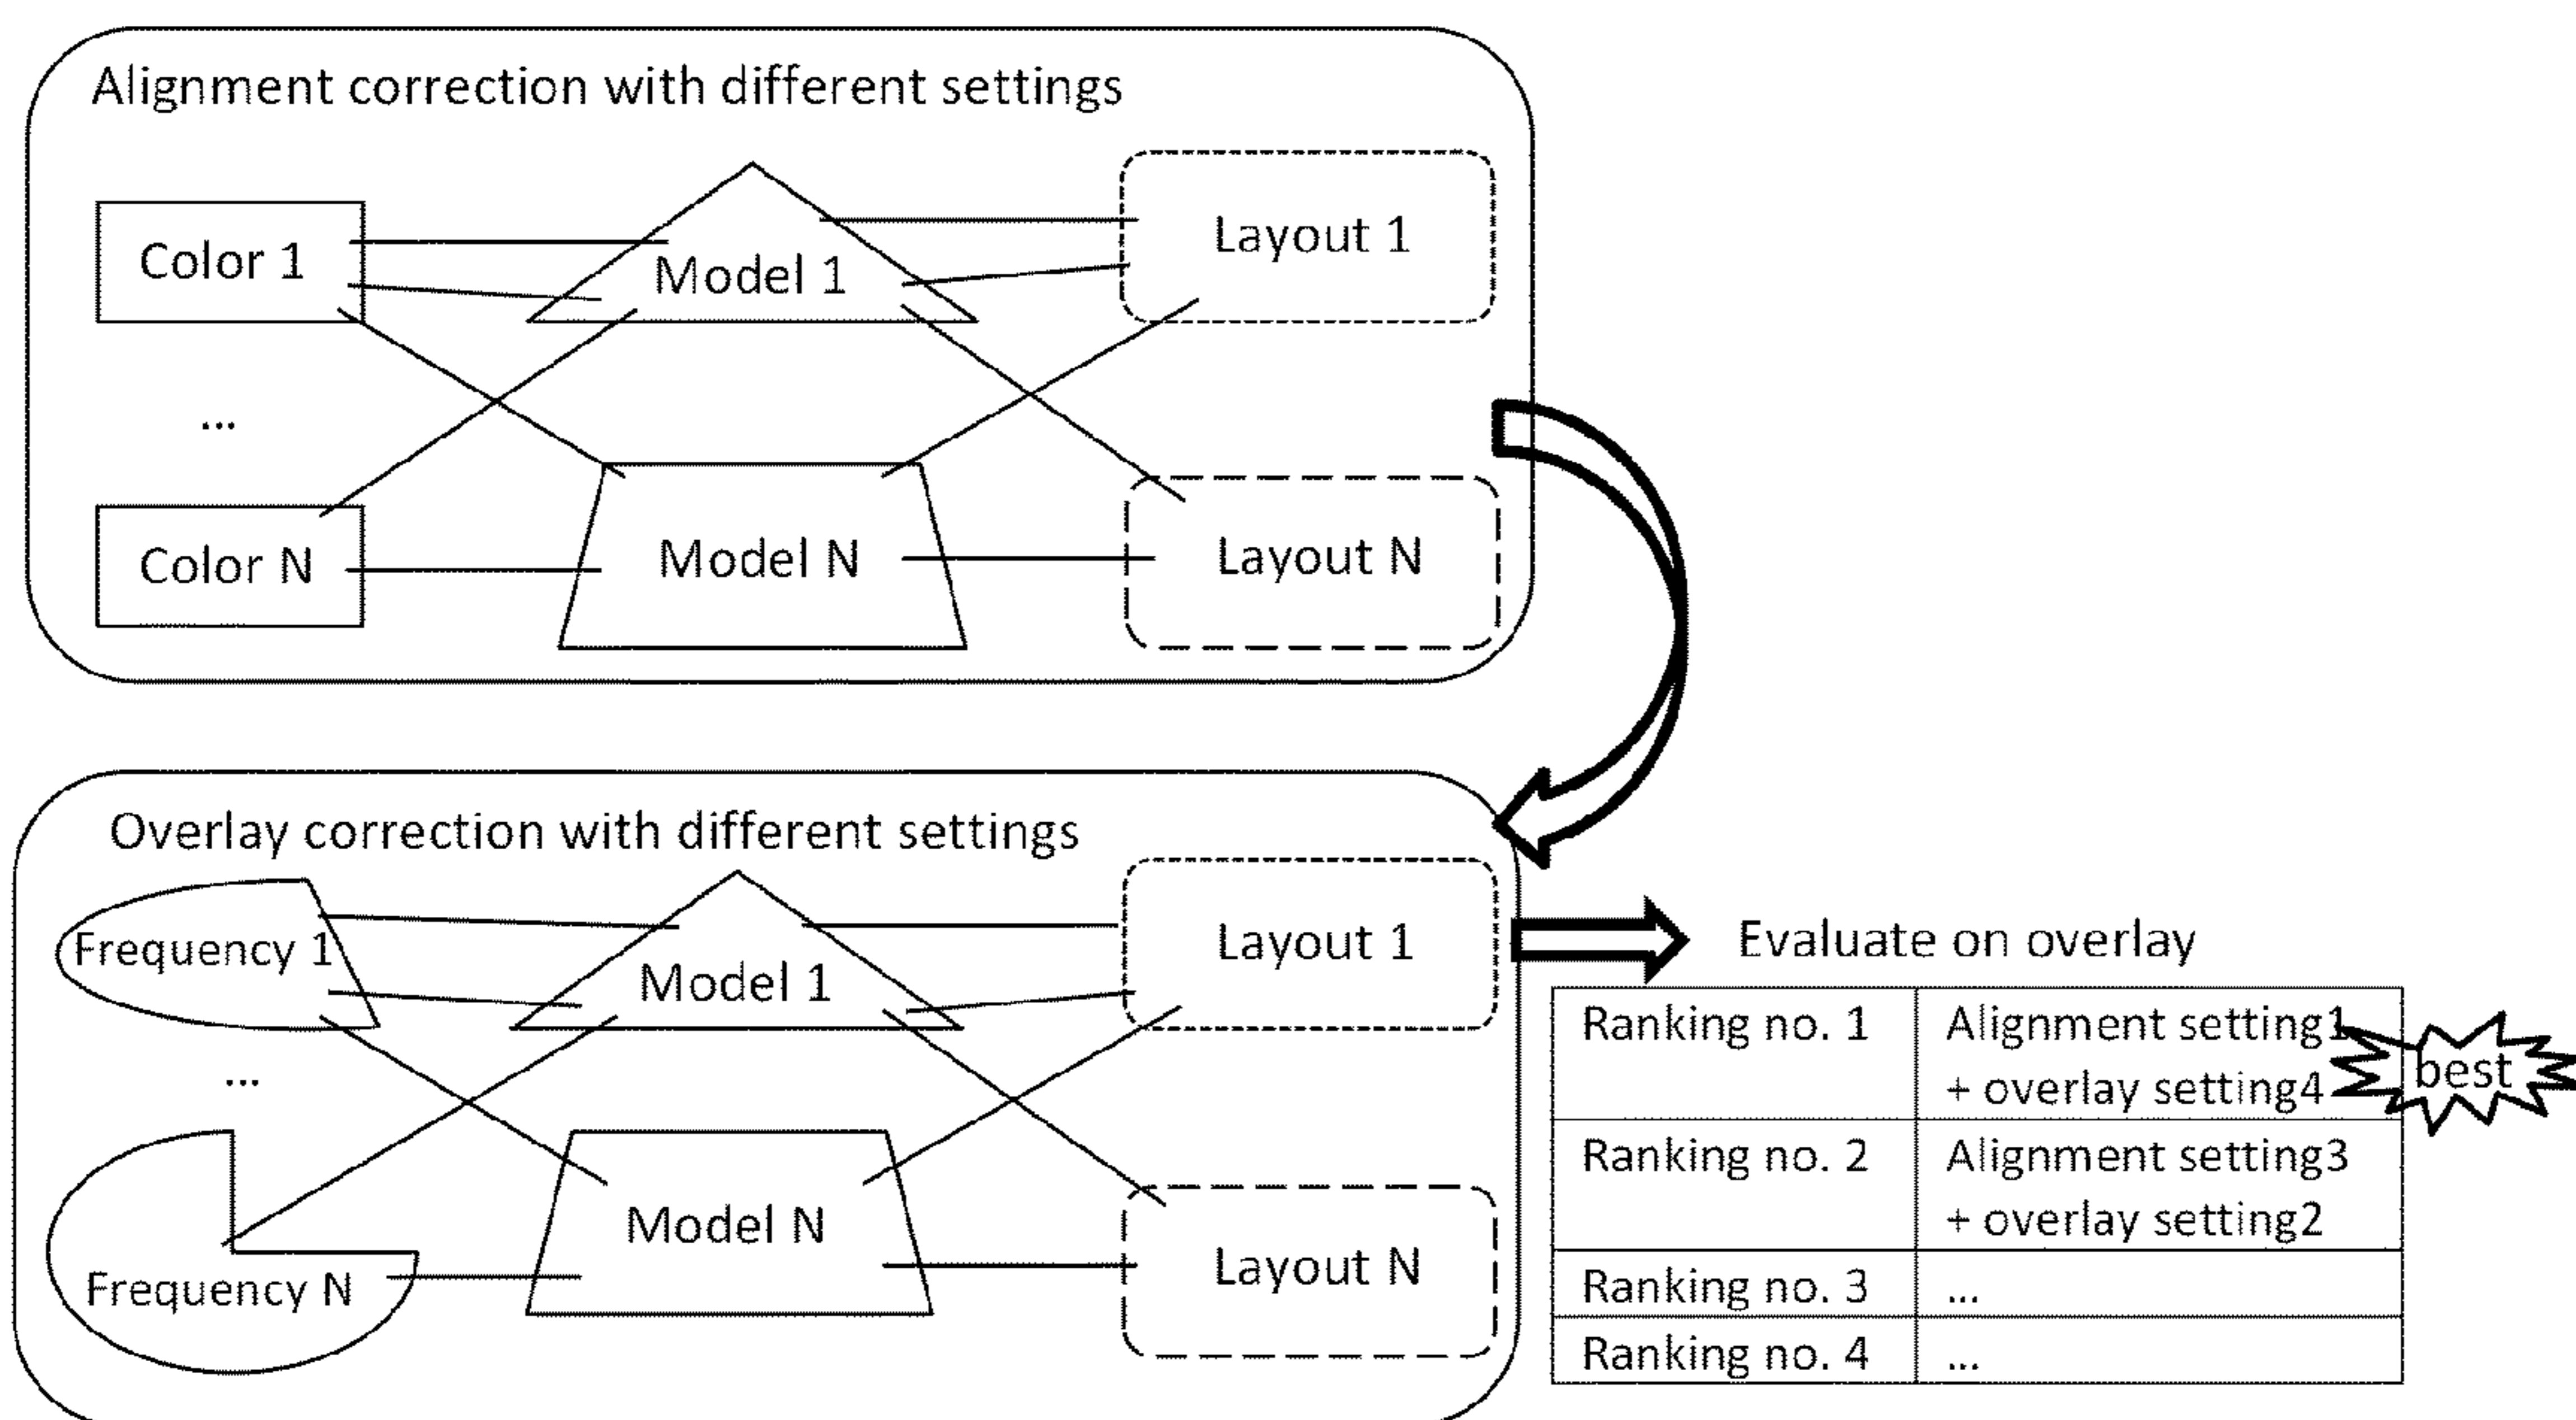 Alignment correction with different settings
Color 1
Model 1
Layout 1
...
Color N
Model N
Layout N
Overlay correction with different settings
Frequency 1
Model 1
Layout 1
...
Frequency N
Model N
Layout N
Evaluate on overlay
Ranking no. 1
Alignment setting1
+ overlay setting4
best
Ranking no. 2
Alignment setting3
+ overlay setting2
Ranking no. 3
...
Ranking no. 4
...